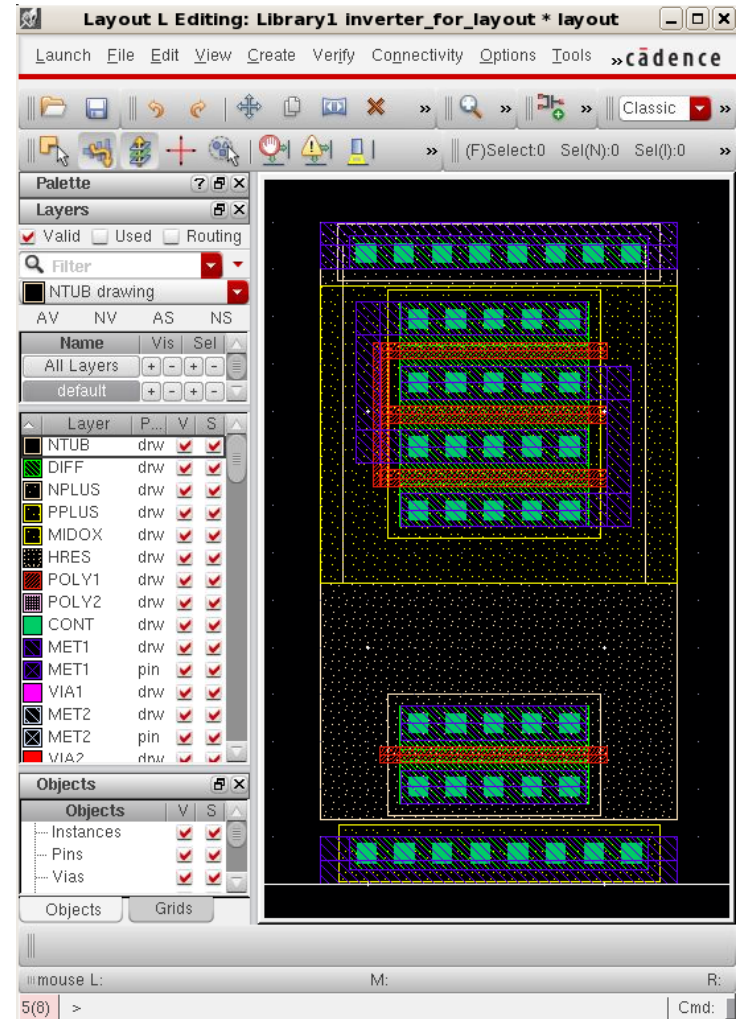 Layout L Editing: Library1 inverter_for_layout * layout
Launch File Edit View Create Verify Connectivity Options Tools » cādence
» » » Classic »
» (F)Select:0 Sel(N):0 Sel(I):0 »
Palette ?
Layers
Valid Used Routing
Filter
NTUB drawing
AV NV AS NS
Name Vis Sel
All Layers + - + -
default + - + -
Layer P... V S
NTUB drw
DIFF drw
NPLUS drw
PPLUS drw
MIDOX drw
HRES drw
POLY1 drw
POLY2 drw
CONT drw
MET1 drw
MET1 pin
VIA1 drw
MET2 drw
MET2 pin
VIA2 drw
Objects
Objects V S
Instances
Pins
Vias
Objects Grids
mouse L: M: R:
5(8) > Cmd: